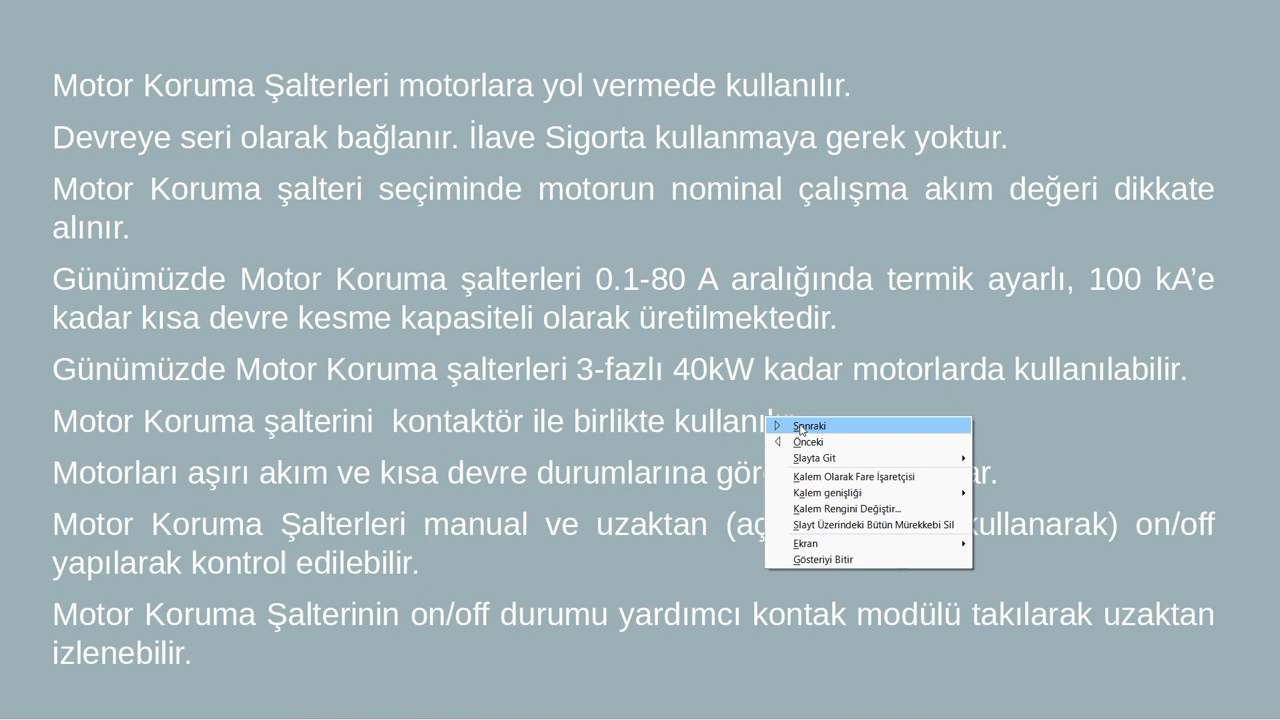 Motor Koruma Şalterleri motorlara yol vermede kullanılır.
Devreye seri olarak bağlanır. İlave Sigorta kullanmaya gerek yoktur.
Motor Koruma şalteri seçiminde motorun nominal çalışma akım değeri dikkate
alınır.
Günümüzde Motor Koruma şalterleri 0.1-80 A aralığında termik ayarlı, 100 kA’e
kadar kısa devre kesme kapasiteli olarak üretilmektedir.
Günümüzde Motor Koruma şalterleri 3-fazlı 40kW kadar motorlarda kullanılabilir.
Motor Koruma şalterini kontaktör ile birlikte
Motorları aşırı akım ve kısa devre durumlarına
Motor Koruma Şalterleri manual ve uzaktan kullanarak) on/off
yapılarak kontrol edilebilir.
Motor Koruma Şalterinin on/off durumu yardımcı kontak modülü takılarak uzaktan
izlenebilir.
Sonraki
Önceki
Slayta Git
Kalem Olarak Fare İşaretçisi
Kalem genişliği
Kalem Rengini Değiştir...
Slayt Üzerindeki Bütün Mürekkebi Sil
Ekran
Gösteriyi Bitir